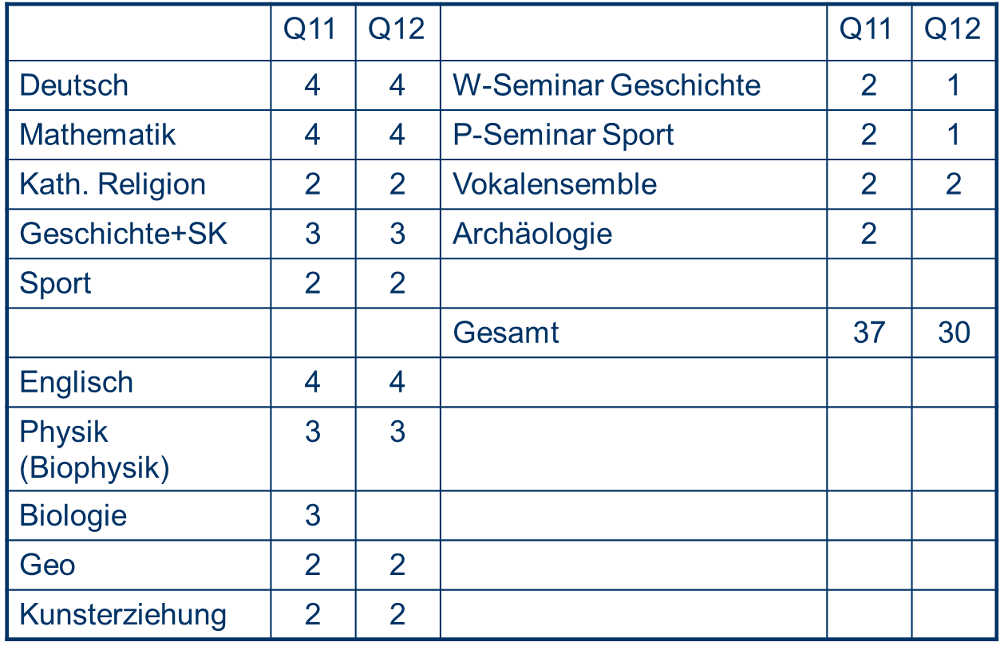 Q11 Q12 Q11 Q12
Deutsch 4 4 W-Seminar Geschichte 2 1
Mathematik 4 4 P-Seminar Sport 2 1
Kath. Religion 2 2 Vokalensemble 2 2
Geschichte+SK 3 3 Archäologie 2
Sport 2 2
Gesamt 37 30
Englisch 4 4
Physik 3 3
(Biophysik)
Biologie 3
Geo 2 2
Kunsterziehung 2 2